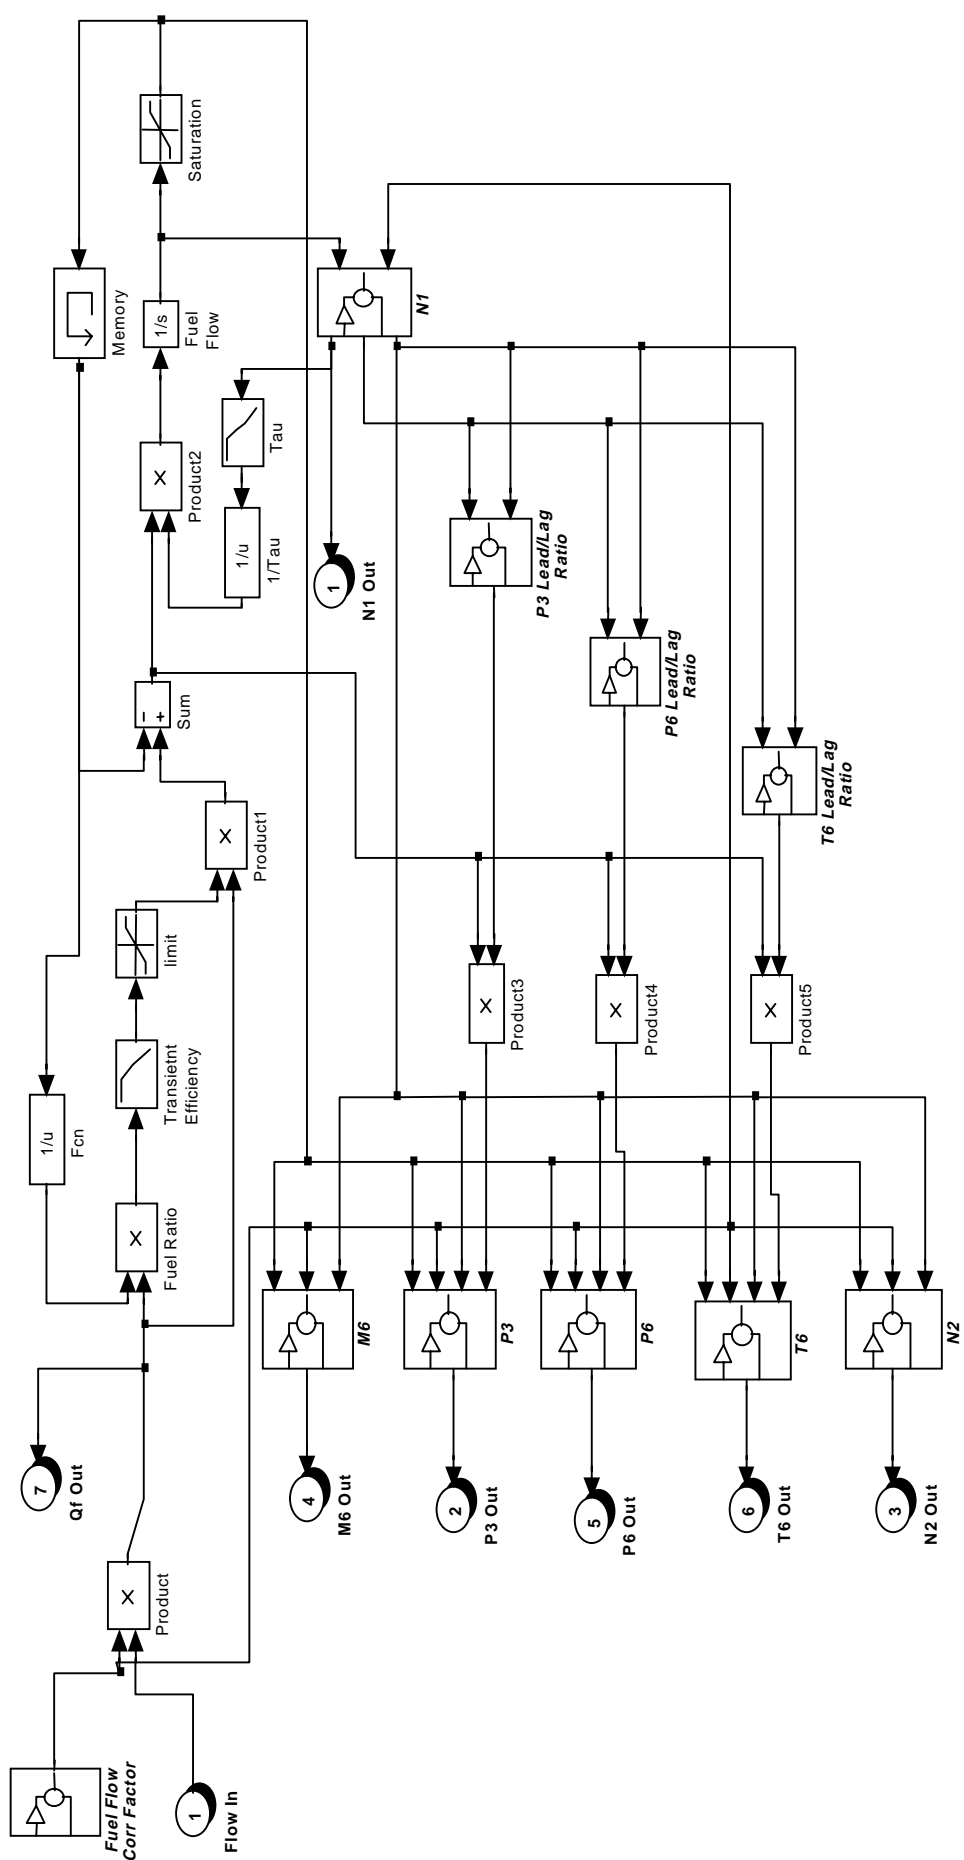 Fuel Flow
Corr Factor
1
Flow In
X
Product
7
Qf Out
X
Fuel Ratio
1/u
Fcn
Transietnt
Efficiency
limit
X
Product1
−
+
Sum
X
Product2
1/s
Fuel
Flow
Memory
Saturation
Tau
1/u
1/Tau
1
N1 Out
N1
P3 Lead/Lag
Ratio
P6 Lead/Lag
Ratio
T6 Lead/Lag
Ratio
X
Product3
X
Product4
X
Product5
M6
P3
P6
T6
N2
4
M6 Out
2
P3 Out
5
P6 Out
6
T6 Out
3
N2 Out